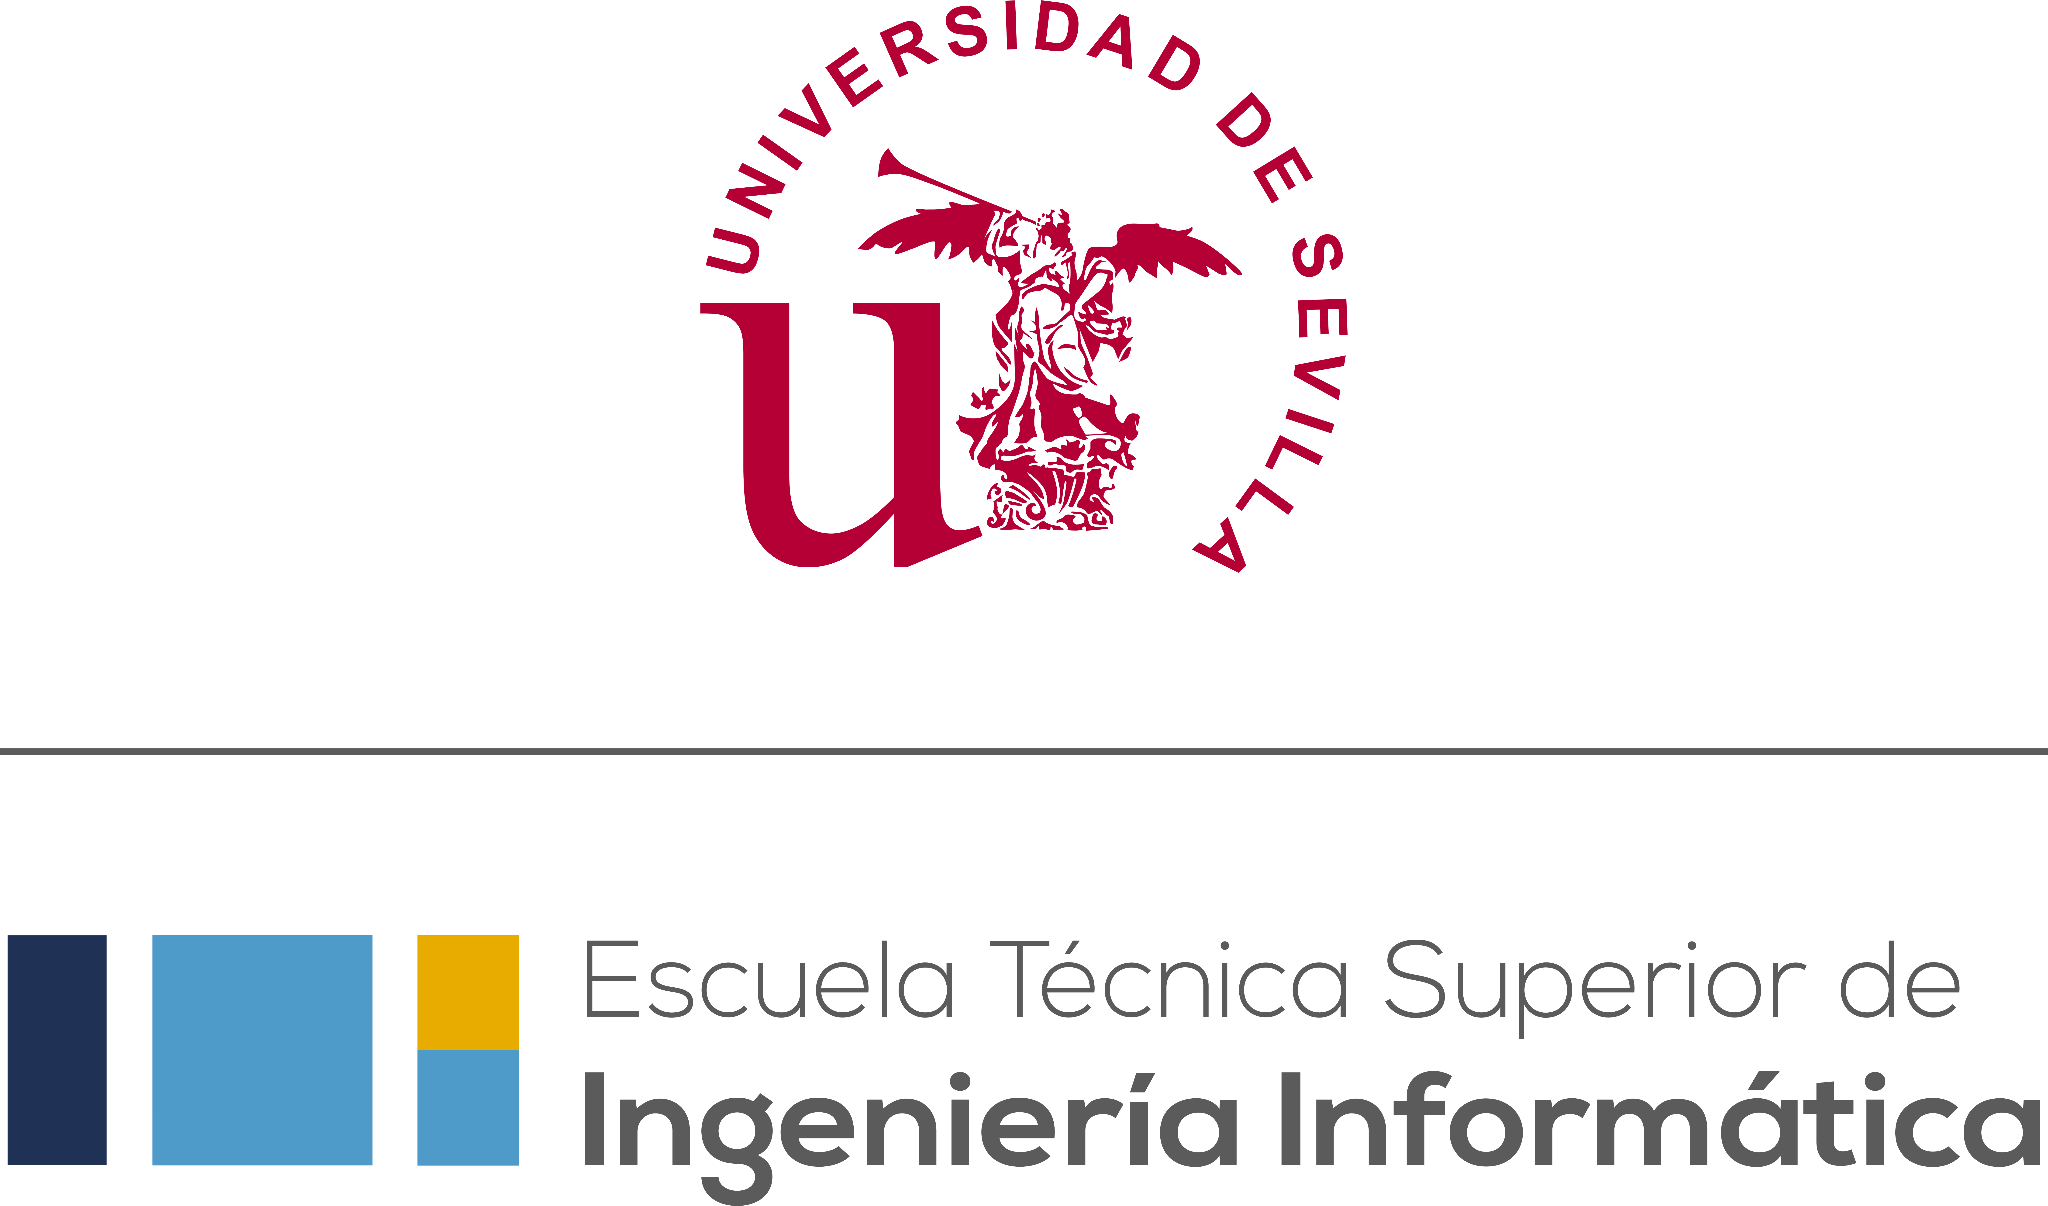 UNIVERSIDAD DE SEVILLA
u
Escuela Técnica Superior de
Ingeniería Informática